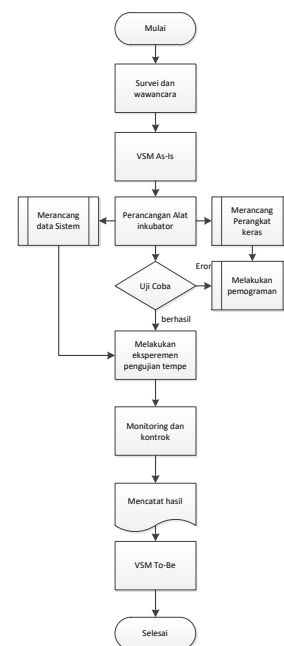 Mulai
Survei dan
wawancara
VSM As-Is
Merancang
data Sistem
Perancangan Alat
inkubator
Merancang
Perangkat
keras
Uji Coba
Eror
Melakukan
pemograman
berhasil
Melakukan
eksperemen
pengujian tempe
Monitoring dan
kontrok
Mencatat hasil
VSM To-Be
Selesai